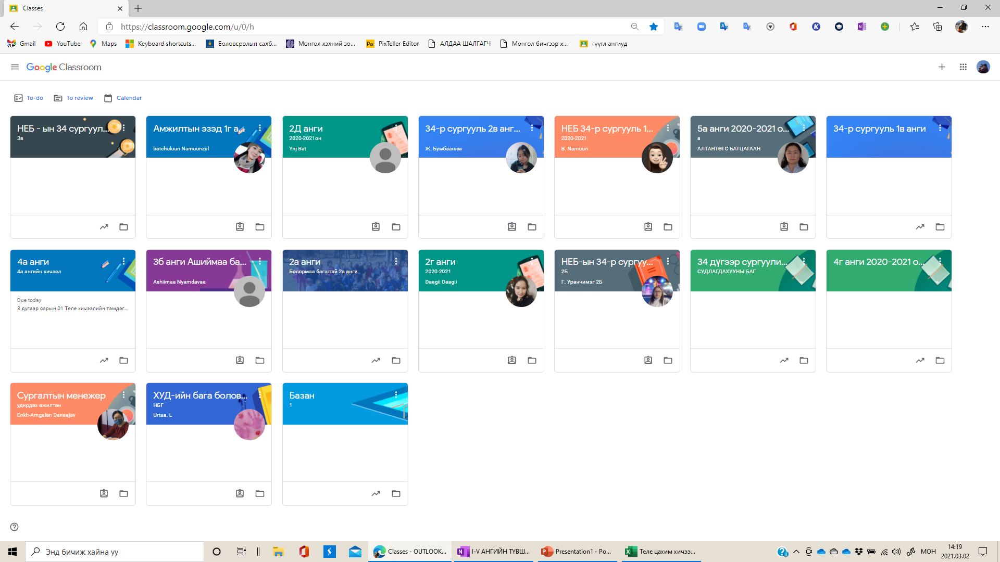 Classes
https://classroom.google.com/u/0/h
Gmail
YouTube
Maps
Keyboard shortcuts...
Боловсролын салб...
Монгол хэлний зө...
PixTeller Editor
АЛДАА ШАЛГАГЧ
Монгол бичгээр х...
гүүгл ангиуд
Google Classroom
To-do
To review
Calendar
НЕБ - ын 34 сургуул...
3в
Амжилтын эзэд 1г а...
batchuluun Namuunzul
2Д анги
2020-2021он
Ynj Bat
34-р сургууль 2в анг...
Ж. Бумбааням
НЕБ 34-р сургууль 1...
2020-2021
B. Namuun
5а анги 2020-2021 о...
а
АЛТАНТӨГС БАТЦАГААН
34-р сургууль 1в анги
4а анги
4а ангийн хичээл
Due today
3 дугаар сарын 01 Теле хичээлийн тэмдэг...
3б анги Ашиймаа ба...
Ashiimaa Nyamdavaa
2а анги
Болормаа багштай 2а анги
2г анги
2020-2021
Daagii Daagii
НЕБ-ын 34-р сургуу...
2Б
Г. Уранчимэг 2Б
34 дүгээр сургуули...
СУДЛАГДАХУУНЫ БАГ
4г анги 2020-2021 о...
Сургалтын менежер
удирдах ажилтан
Enkh-Amgalan Danaajav
ХУД-ийн бага болов...
НБГ
Urtaa. L
Базан
1
Энд бичиж хайна уу
Classes - OUTLOOK...
I-V АНГИЙН ТҮВШ...
Presentation1 - Po...
Теле цахим хичээ...
МОН
14:19
2021.03.02